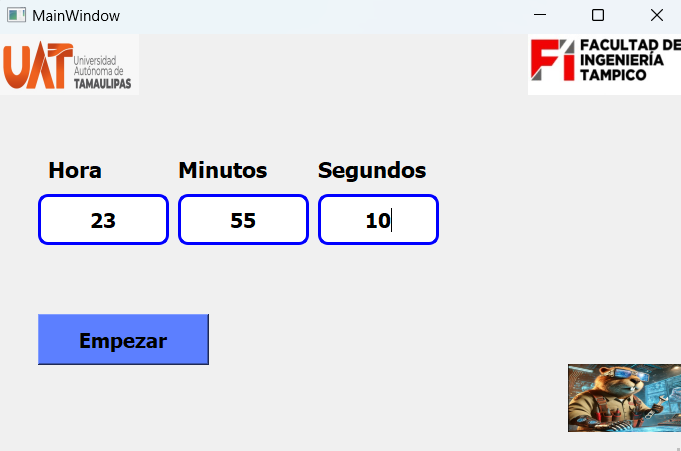 MainWindow
UAT
Universidad
Autónoma de
TAMAULIPAS
Fi
FACULTAD DE
INGENIERÍA
TAMPICO
Hora Minutos Segundos
23 55 10
Empezar